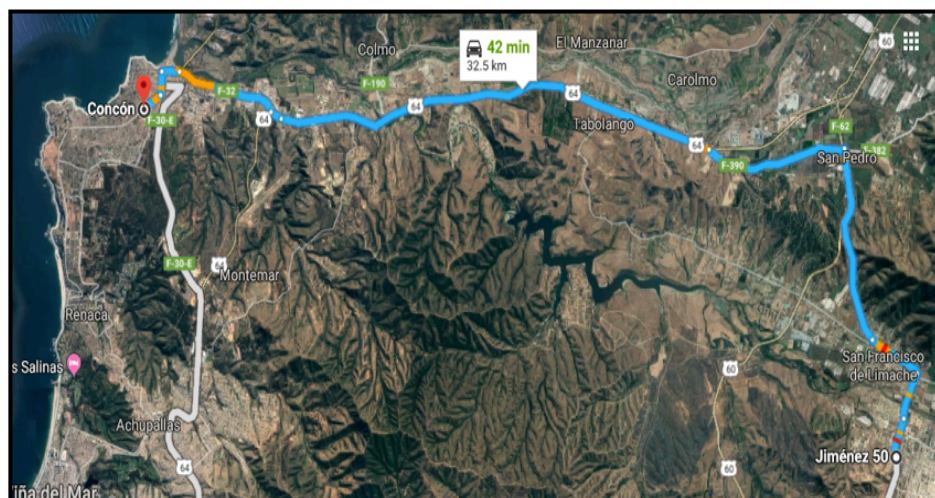 60
Colmo
42 min
32.5 km
El Manzanar
Carolmo
F-190
F-32
64
64
64
Concón
F-30-E
64
Tabolango
F-62
F-382
San Pedro
F-390
F-30-E
64
Montemar
Reñaca
San Francisco
de Limache
s Salinas
60
Achupallas
Jiménez 50
64
60
iña del Mar